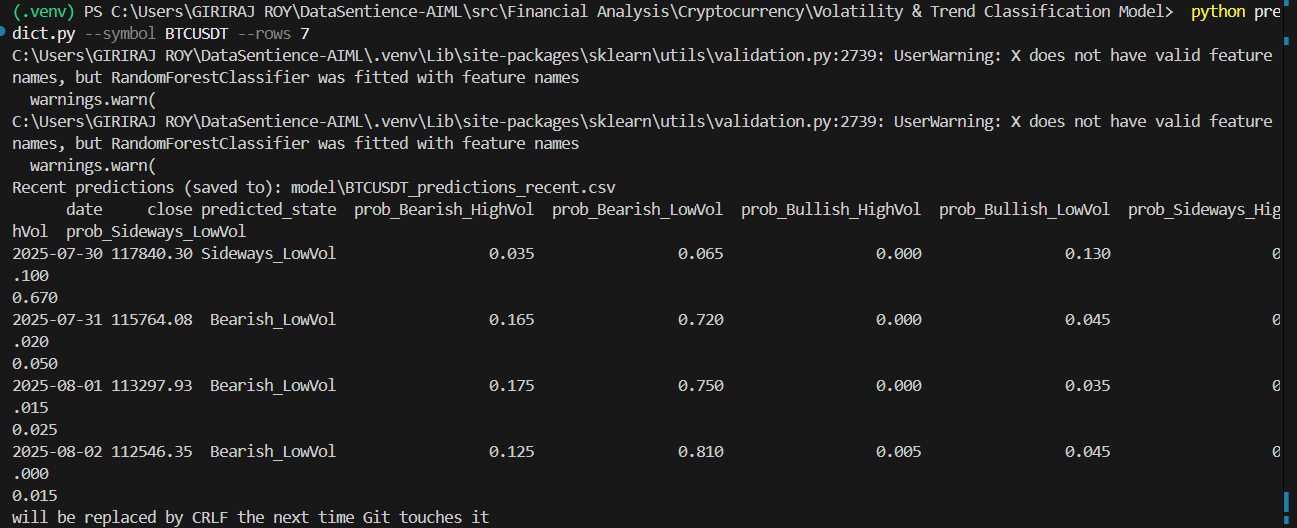 (.venv) PS C:\Users\GIRIRAJ ROY\DataSentience-AIML\src\Financial Analysis\Cryptocurrency\Volatility & Trend Classification Model>  python pre
dict.py --symbol BTCUSDT --rows 7
C:\Users\GIRIRAJ ROY\DataSentience-AIML\.venv\Lib\site-packages\sklearn\utils\validation.py:2739: UserWarning: X does not have valid feature
names, but RandomForestClassifier was fitted with feature names
  warnings.warn(
C:\Users\GIRIRAJ ROY\DataSentience-AIML\.venv\Lib\site-packages\sklearn\utils\validation.py:2739: UserWarning: X does not have valid feature
names, but RandomForestClassifier was fitted with feature names
  warnings.warn(
Recent predictions (saved to): model\BTCUSDT_predictions_recent.csv
      date     close predicted_state  prob_Bearish_HighVol  prob_Bearish_LowVol  prob_Bullish_HighVol  prob_Bullish_LowVol  prob_Sideways_Hig
hVol  prob_Sideways_LowVol
2025-07-30 117840.30 Sideways_LowVol                 0.035                0.065                 0.000                0.130                   0
.100
0.670
2025-07-31 115764.08  Bearish_LowVol                 0.165                0.720                 0.000                0.045                   0
.020
0.050
2025-08-01 113297.93  Bearish_LowVol                 0.175                0.750                 0.000                0.035                   0
.015
0.025
2025-08-02 112546.35  Bearish_LowVol                 0.125                0.810                 0.005                0.045                   0
.000
0.015
will be replaced by CRLF the next time Git touches it